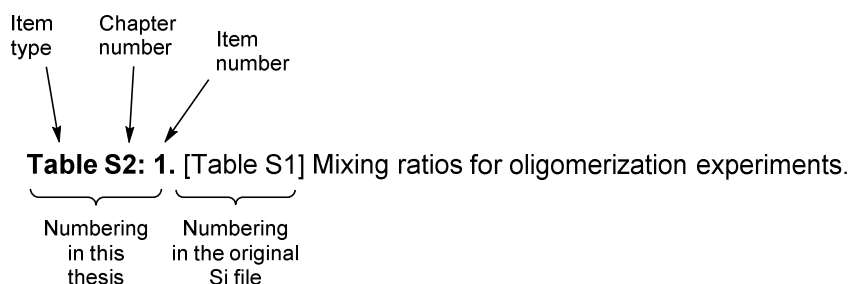 Item
type
Chapter
number
Item
number
Table S2: 1. [Table S1] Mixing ratios for oligomerization experiments.
Numbering
in this
thesis
Numbering
in the original
Si file